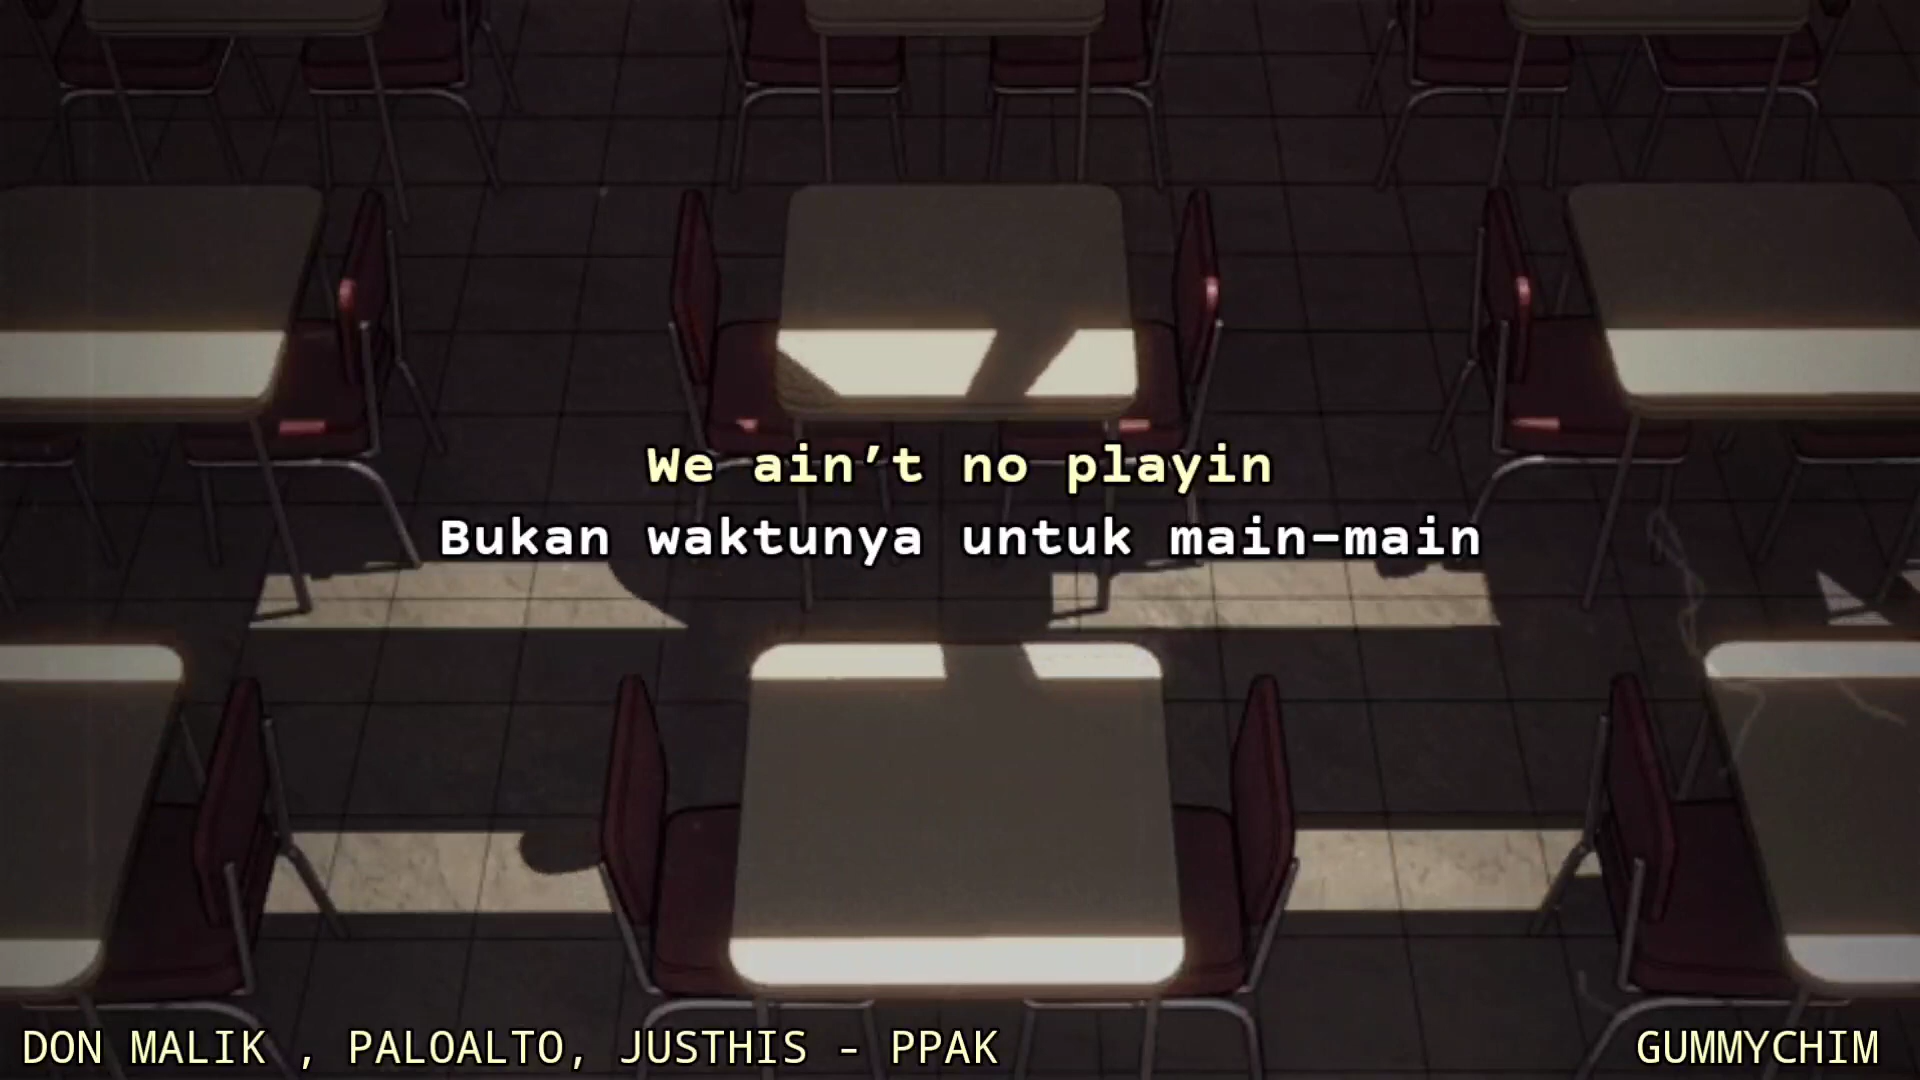 We ain’t no playin
Bukan waktunya untuk main-main
DON MALIK , PALOALTO, JUSTHIS - PPAK
GUMMYCHIM